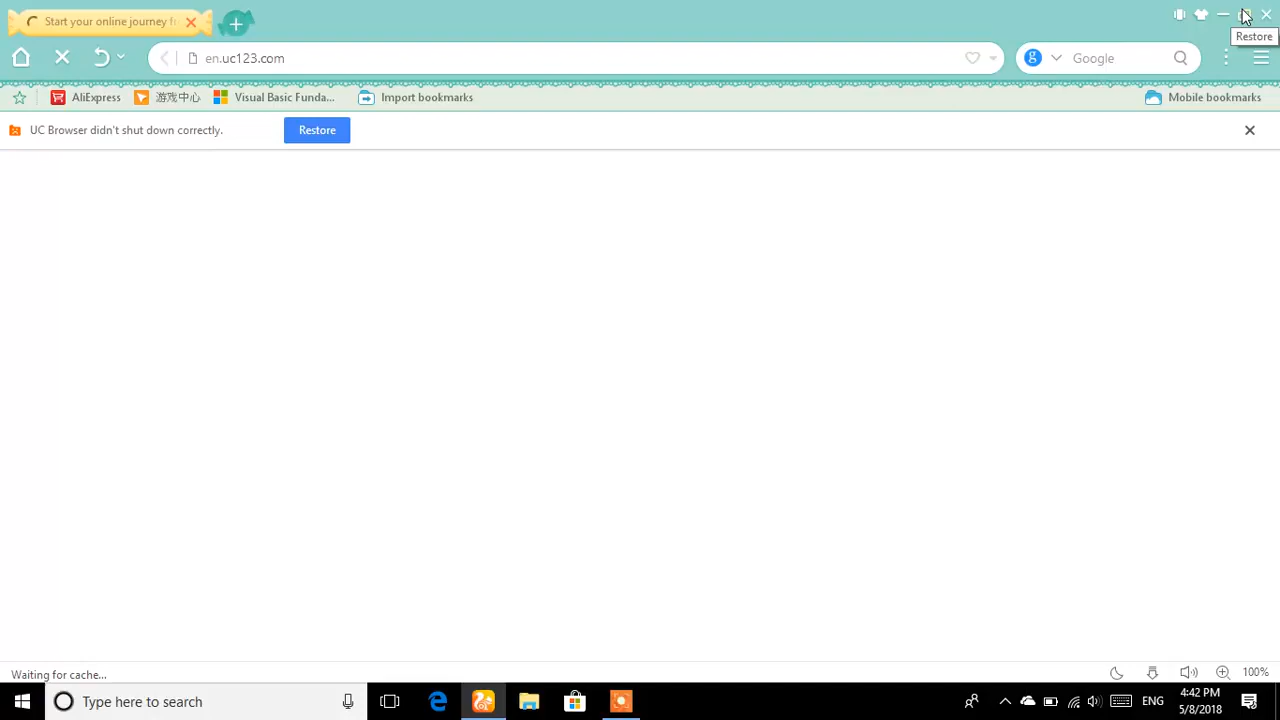 Start your online journey f
Restore
en.uc123.com
Google
AliExpress
游戏中心
Visual Basic Funda...
Import bookmarks
Mobile bookmarks
UC Browser didn't shut down correctly.
Restore
Waiting for cache...
100%
Type here to search
ENG
4:42 PM
5/8/2018